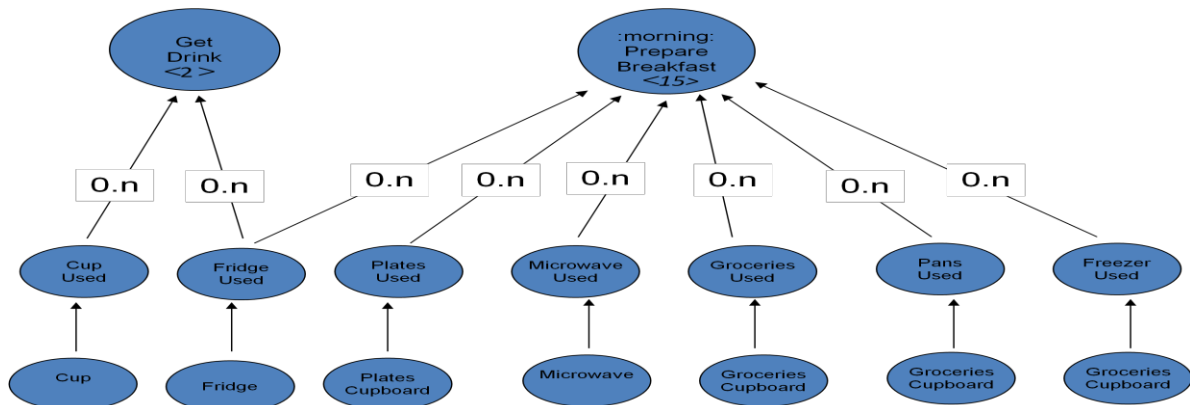 Get
Drink
<2 >
:morning:
Prepare
Breakfast
<15>
0.n
0.n
0.n
0.n
0.n
0.n
0.n
0.n
Cup
Used
Fridge
Used
Plates
Used
Microwave
Used
Groceries
Used
Pans
Used
Freezer
Used
Cup
Fridge
Plates
Cupboard
Microwave
Groceries
Cupboard
Groceries
Cupboard
Groceries
Cupboard